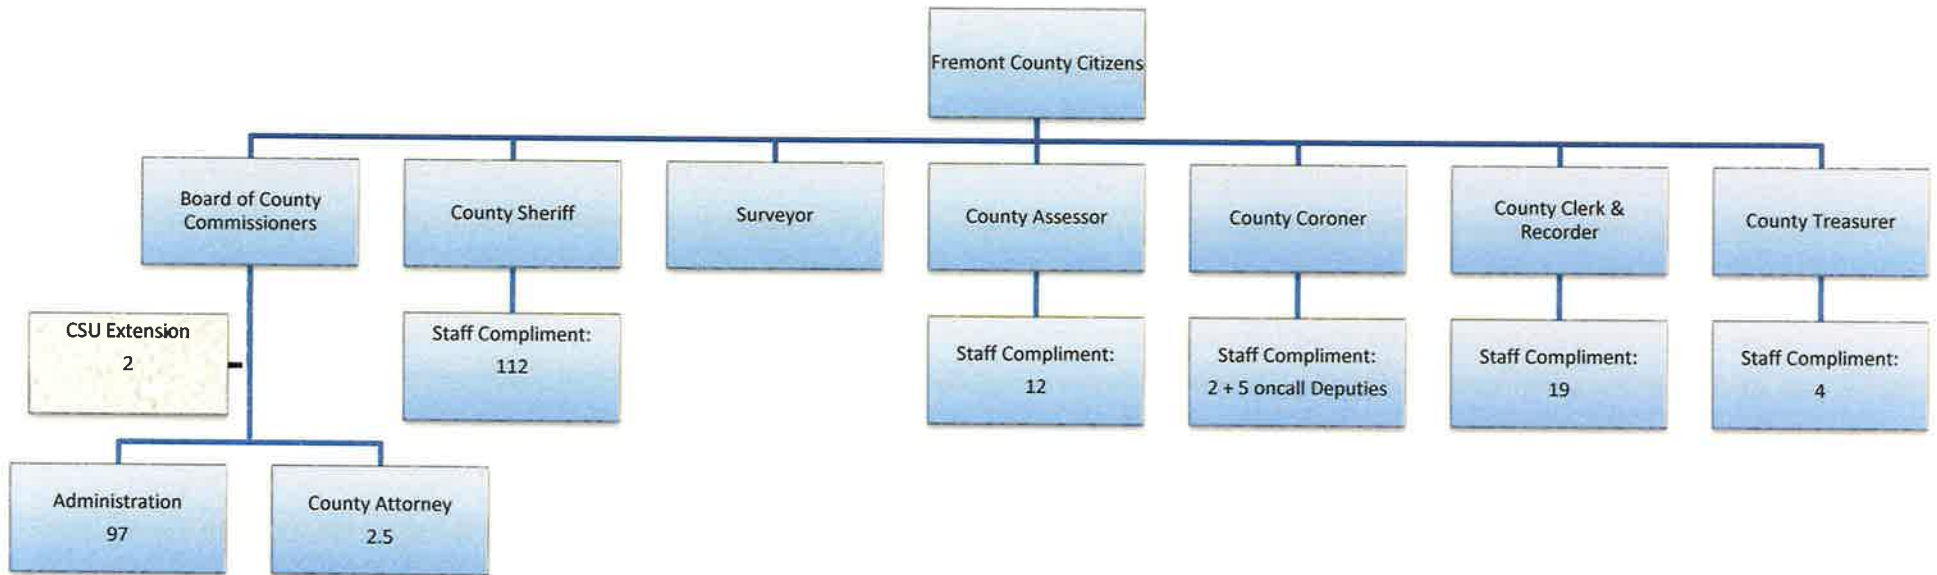 Fremont County Citizens
Board of County
Commissioners
County Sheriff
Surveyor
County Assessor
County Coroner
County Clerk &
Recorder
County Treasurer
CSU Extension
2
Staff Compliment:
112
Staff Compliment:
12
Staff Compliment:
2 + 5 oncall Deputies
Staff Compliment:
19
Staff Compliment:
4
Administration
97
County Attorney
2.5